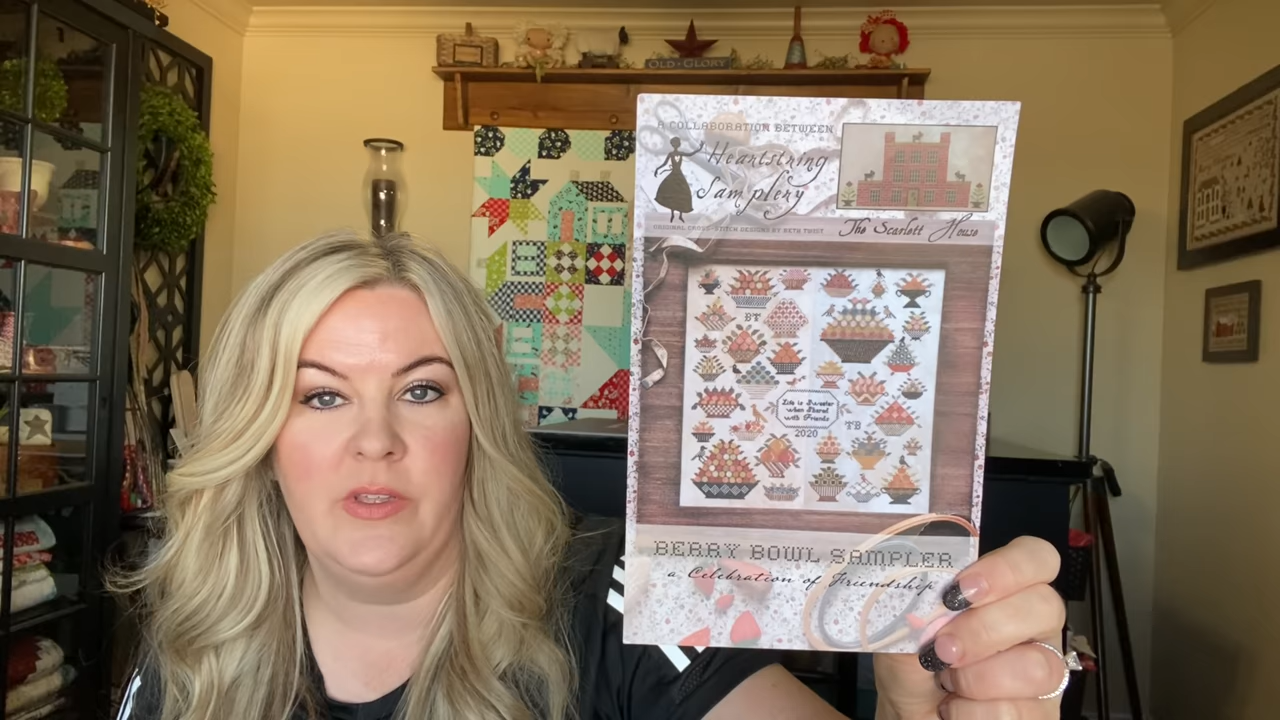 OLD GLORY
A COLLABORATION BETWEEN
Heartstring
Samplery
ORIGINAL CROSS-STITCH DESIGNS BY BETH TWIST
The Scarlett House
BT
Life is Sweeter
when Shared
with Friends
TB
2020
BERRY BOWL SAMPLER
a Celebration of Friendship